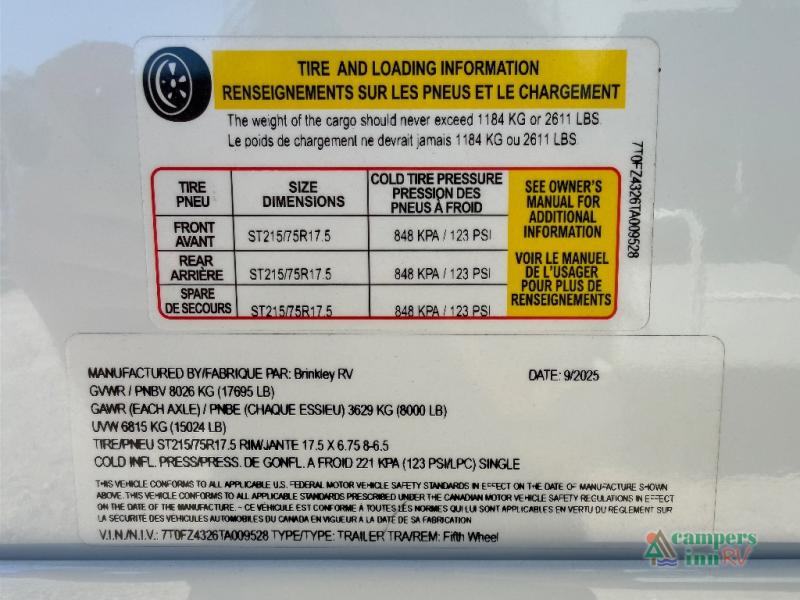 TIRE AND LOADING INFORMATION
RENSEIGNEMENTS SUR LES PNEUS ET LE CHARGEMENT
The weight of the cargo should never exceed 1184 KG or 2611 LBS.
Le poids de chargement ne devrait jamais 1184 KG ou 2611 LBS.
TIRE
PNEU
SIZE
DIMENSIONS
COLD TIRE PRESSURE
PRESSION DES
PNEUS À FROID
FRONT
AVANT
ST215/75R17.5
848 KPA / 123 PSI
REAR
ARRIÈRE
ST215/75R17.5
848 KPA / 123 PSI
SPARE
DE SECOURS
ST215/75R17.5
848 KPA / 123 PSI
SEE OWNER'S
MANUAL FOR
ADDITIONAL
INFORMATION
VOIR LE MANUEL
DE L'USAGER
POUR PLUS DE
RENSEIGNEMENTS
7T0FZ4326TA009528
MANUFACTURED BY/FABRIQUE PAR: Brinkley RV DATE: 9/2025
GVWR / PNBV 8026 KG (17695 LB)
GAWR (EACH AXLE) / PNBE (CHAQUE ESSIEU) 3629 KG (8000 LB)
UVW 6815 KG (15024 LB)
TIRE/PNEU ST215/75R17.5 RIM/JANTE 17.5 X 6.75 8-6.5
COLD INFL. PRESS/PRESS. DE GONFL. A FROID 221 KPA (123 PSI/LPC) SINGLE
THIS VEHICLE CONFORMS TO ALL APPLICABLE U.S. FEDERAL MOTOR VEHICLE SAFETY STANDARDS IN EFFECT ON THE DATE OF MANUFACTURE SHOWN
ABOVE. THIS VEHICLE CONFORMS TO ALL APPLICABLE STANDARDS PRESCRIBED UNDER THE CANADIAN MOTOR VEHICLE SAFETY REGULATIONS IN EFFECT
ON THE DATE OF THE MANUFACTURE. – CE VEHICULE EST CONFORME À TOUTES LES NORMES QUI LUI SONT APPLICABLES EN VERTU DU RÈGLEMENT SUR
LA SÉCURITÉ DES VÉHICULES AUTOMOBILES DU CANADA EN VIGUEUR A LA DATÉ DE SA FABRICATION
V.I.N./N.I.V.: 7T0FZ4326TA009528 TYPE/TYPE: TRAILER TRA/REM: Fifth Wheel
campers
inn RV